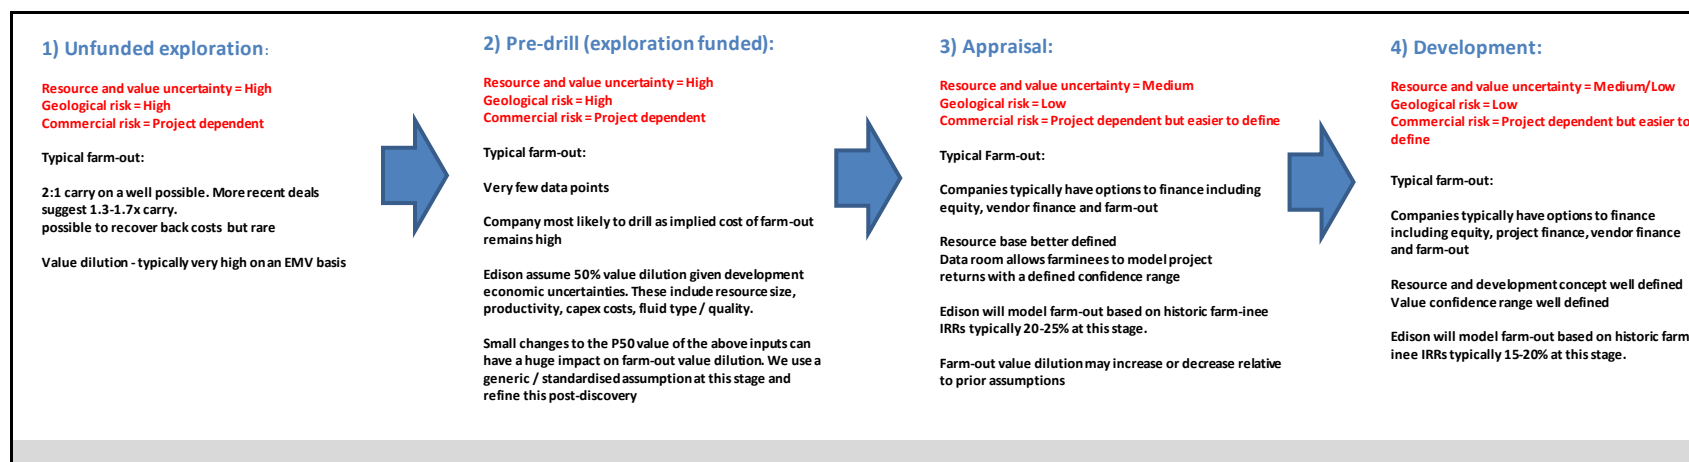 1) Unfunded exploration:
Resource and value uncertainty = High
Geological risk = High
Commercial risk = Project dependent
Typical farm-out:
2:1 carry on a well possible. More recent deals
suggest 1.3-1.7x carry.
possible to recover back costs but rare
Value dilution - typically very high on an EMV basis
2) Pre-drill (exploration funded):
Resource and value uncertainty = High
Geological risk = High
Commercial risk = Project dependent
Typical farm-out:
Very few data points
Company most likely to drill as implied cost of farm-out
remains high
Edison assume 50% value dilution given development
economic uncertainties. These include resource size,
productivity, capex costs, fluid type / quality.
Small changes to the P50 value of the above inputs can
have a huge impact on farm-out value dilution. We use a
generic / standardised assumption at this stage and
refine this post-discovery
3) Appraisal:
Resource and value uncertainty = Medium
Geological risk = Low
Commercial risk = Project dependent but easier to define
Typical Farm-out:
Companies typically have options to finance including
equity, vendor finance and farm-out
Resource base better defined
Data room allows farminees to model project
returns with a defined confidence range
Edison will model farm-out based on historic farm-inee
IRRs typically 20-25% at this stage.
Farm-out value dilution may increase or decrease relative
to prior assumptions
4) Development:
Resource and value uncertainty = Medium/Low
Geological risk = Low
Commercial risk = Project dependent but easier to
define
Typical farm-out:
Companies typically have options to finance
including equity, project finance, vendor finance
and farm-out
Resource and development concept well defined
Value confidence range well defined
Edison will model farm-out based on historic farm-
inee IRRs typically 15-20% at this stage.